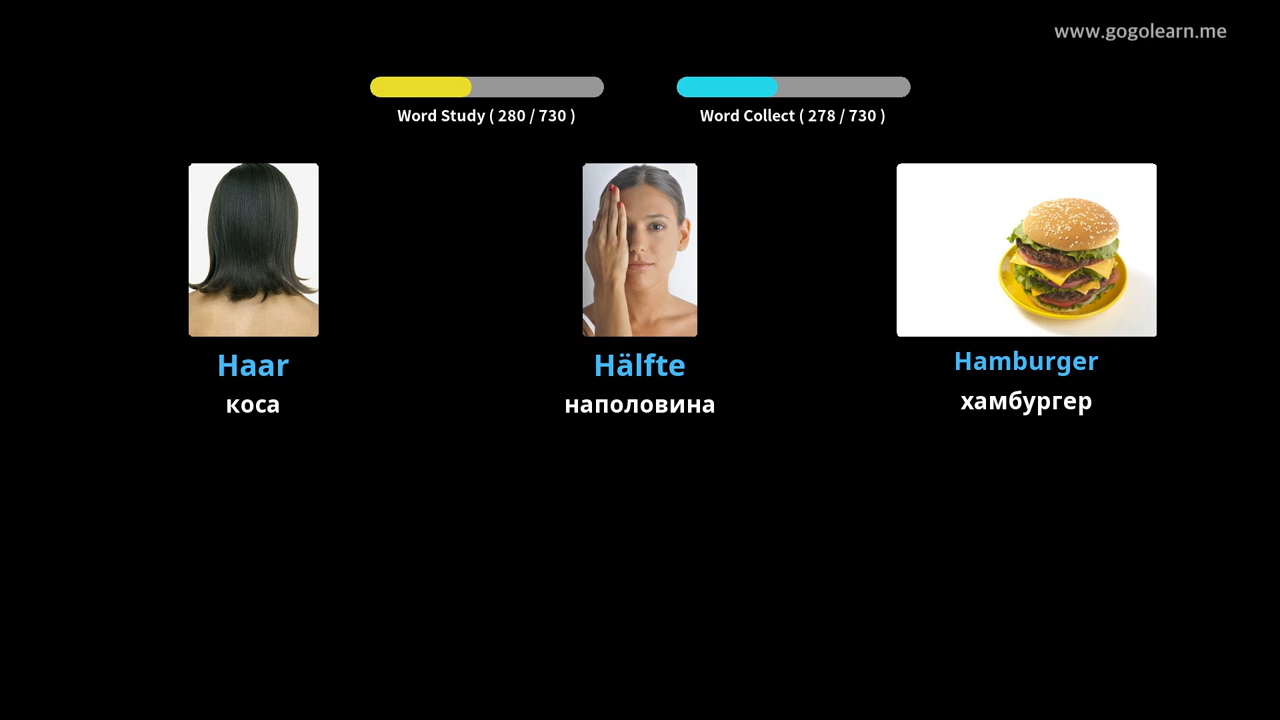 www.gogolearn.me
Word Study ( 280 / 730 )
Word Collect ( 278 / 730 )
Haar
Hälfte
Hamburger
коса
наполовина
хамбургер